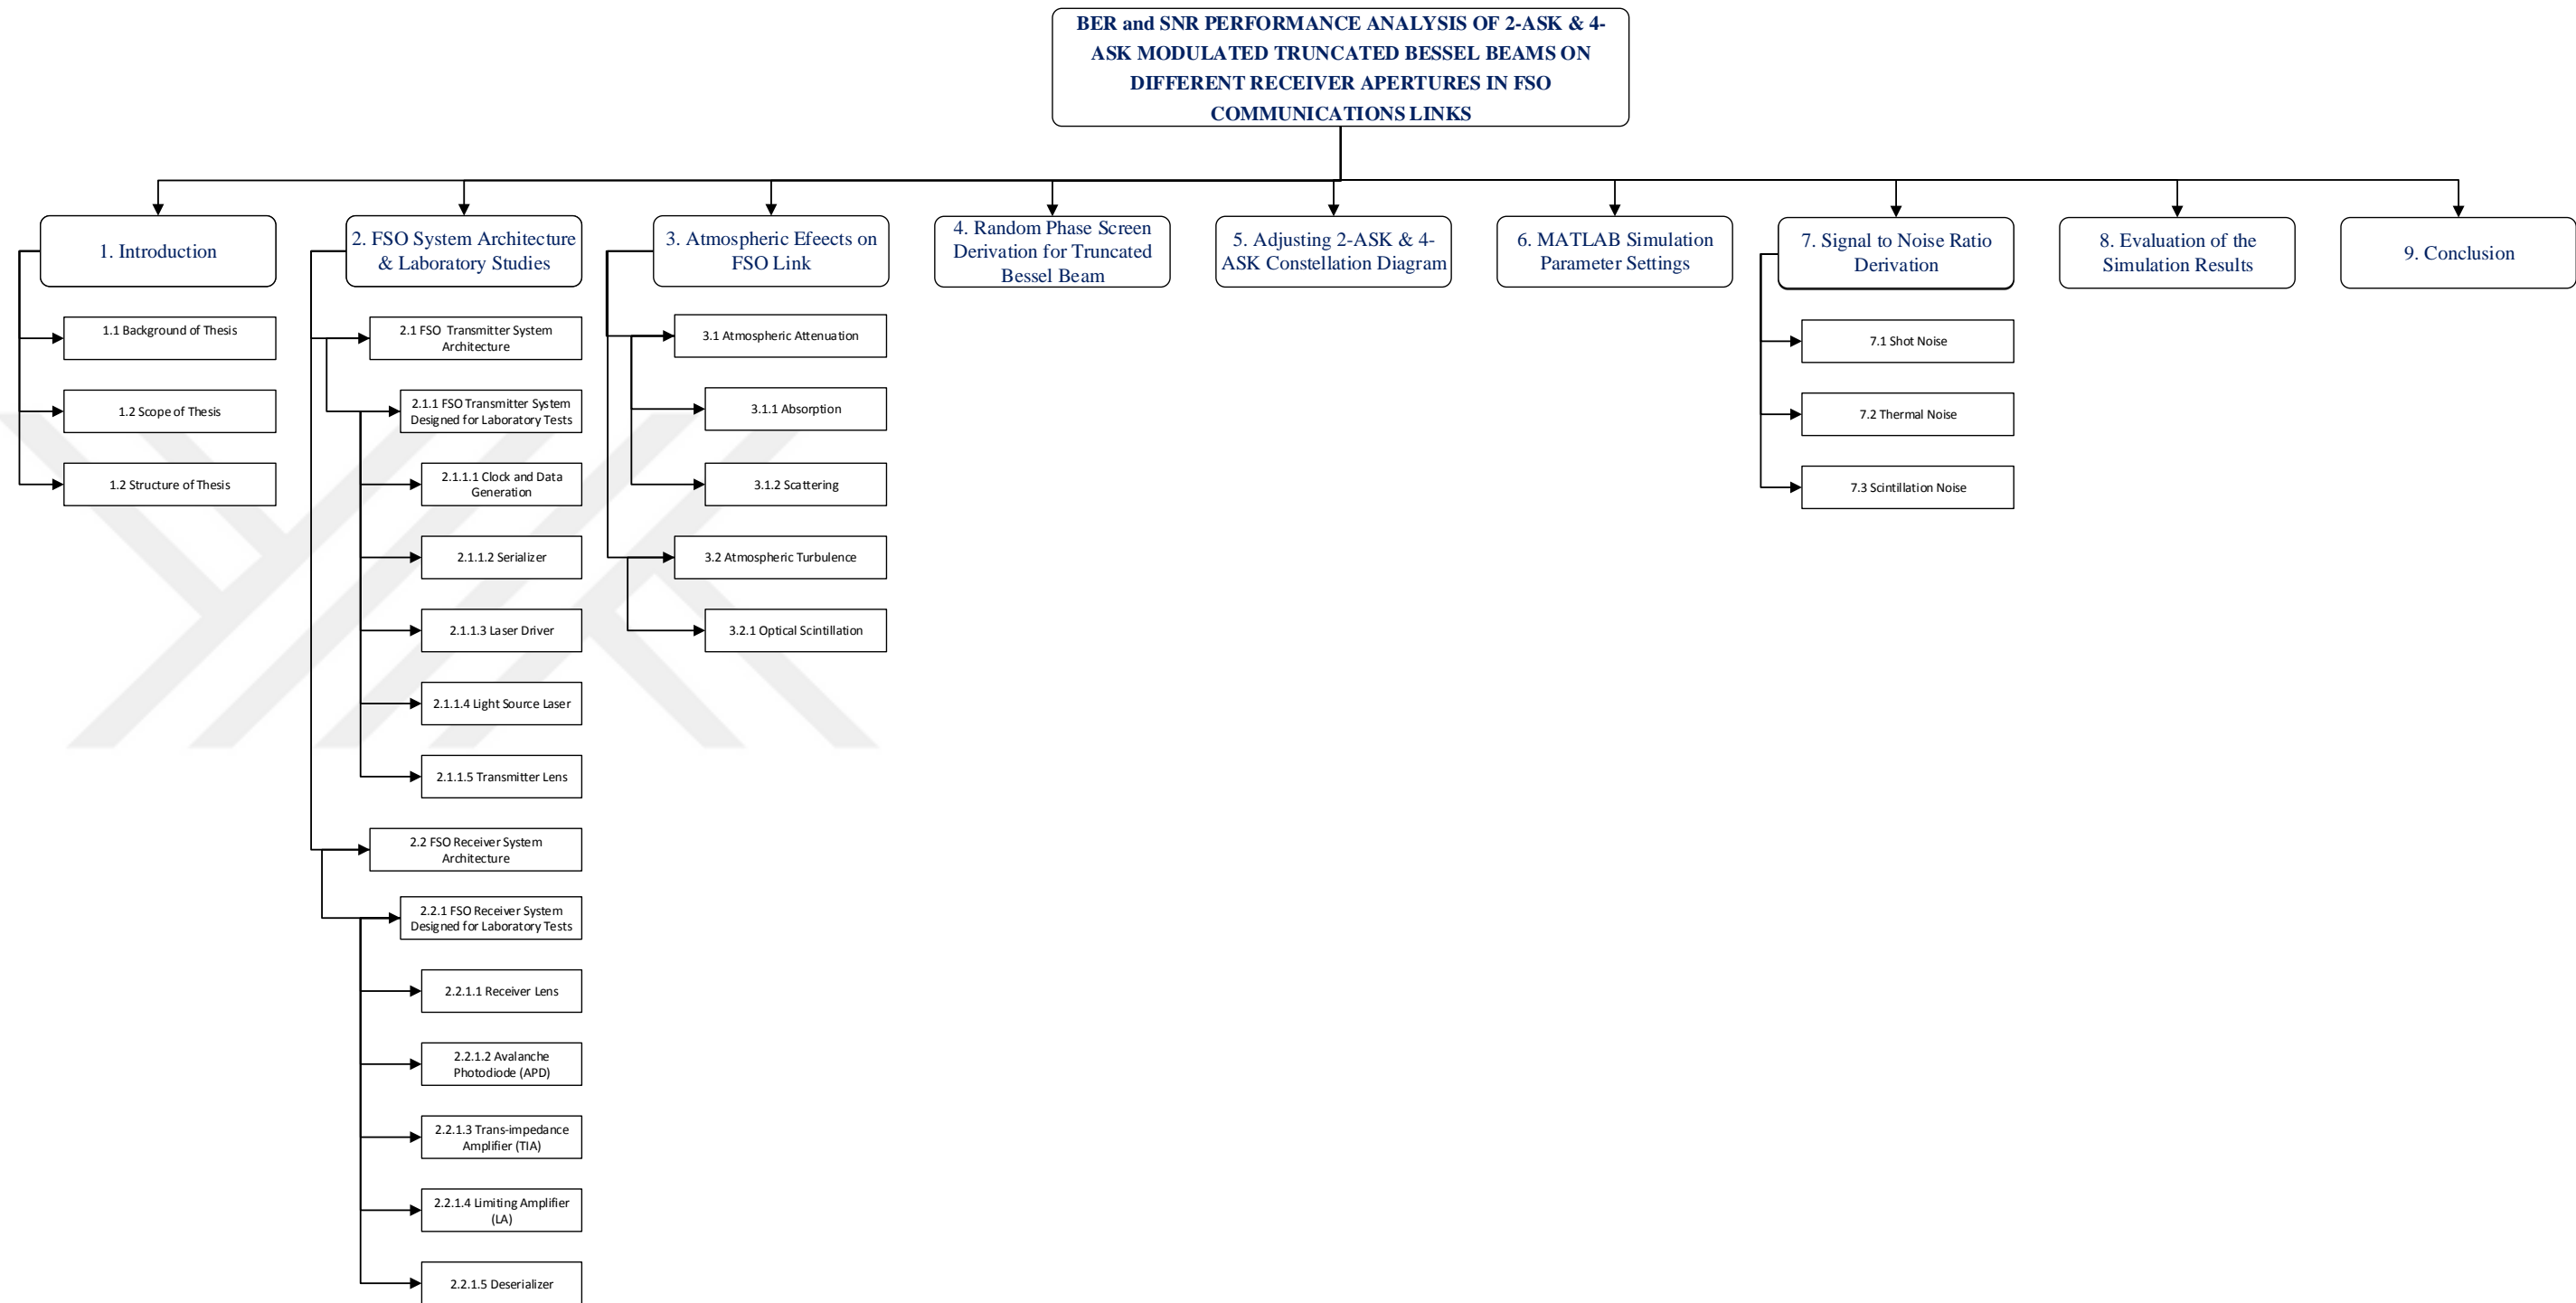 BER and SNR PERFORMANCE ANALYSIS OF 2-ASK & 4-
ASK MODULATED TRUNCATED BESSEL BEAMS ON
DIFFERENT RECEIVER APERTURES IN FSO
COMMUNICATIONS LINKS
1. Introduction
1.1 Background of Thesis
1.2 Scope of Thesis
1.2 Structure of Thesis
2. FSO System Architecture
& Laboratory Studies
2.1 FSO Transmitter System
Architecture
2.1.1 FSO Transmitter System
Designed for Laboratory Tests
2.1.1.1 Clock and Data
Generation
2.1.1.2 Serializer
2.1.1.3 Laser Driver
2.1.1.4 Light Source Laser
2.1.1.5 Transmitter Lens
2.2 FSO Receiver System
Architecture
2.2.1 FSO Receiver System
Designed for Laboratory Tests
2.2.1.1 Receiver Lens
2.2.1.2 Avalanche
Photodiode (APD)
2.2.1.3 Trans-impedance
Amplifier (TIA)
2.2.1.4 Limiting Amplifier
(LA)
2.2.1.5 Deserializer
3. Atmospheric Efeects on
FSO Link
3.1 Atmospheric Attenuation
3.1.1 Absorption
3.1.2 Scattering
3.2 Atmospheric Turbulence
3.2.1 Optical Scintillation
4. Random Phase Screen
Derivation for Truncated
Bessel Beam
5. Adjusting 2-ASK & 4-
ASK Constellation Diagram
6. MATLAB Simulation
Parameter Settings
7. Signal to Noise Ratio
Derivation
7.1 Shot Noise
7.2 Thermal Noise
7.3 Scintillation Noise
8. Evaluation of the
Simulation Results
9. Conclusion